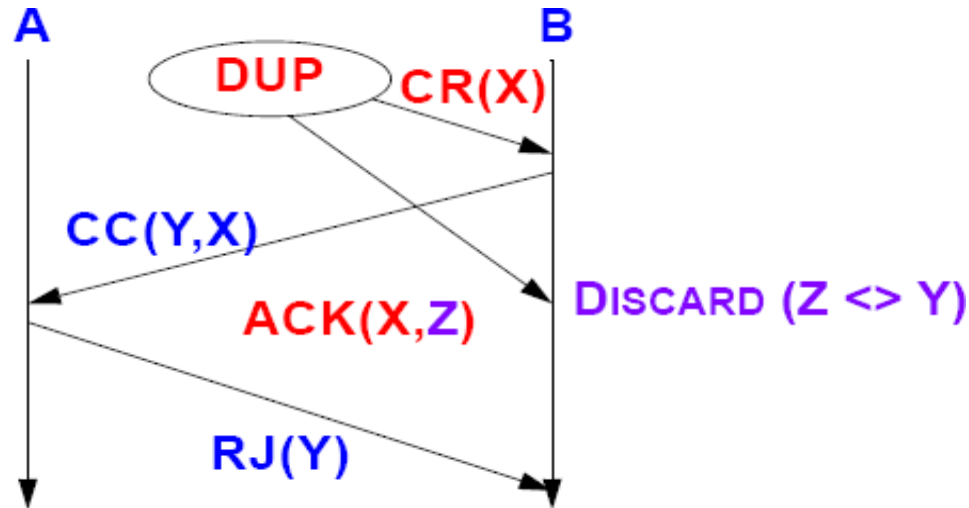 A
B
DUP
CR(X)
CC(Y,X)
ACK(X,Z)
DISCARD (Z <> Y)
RJ(Y)